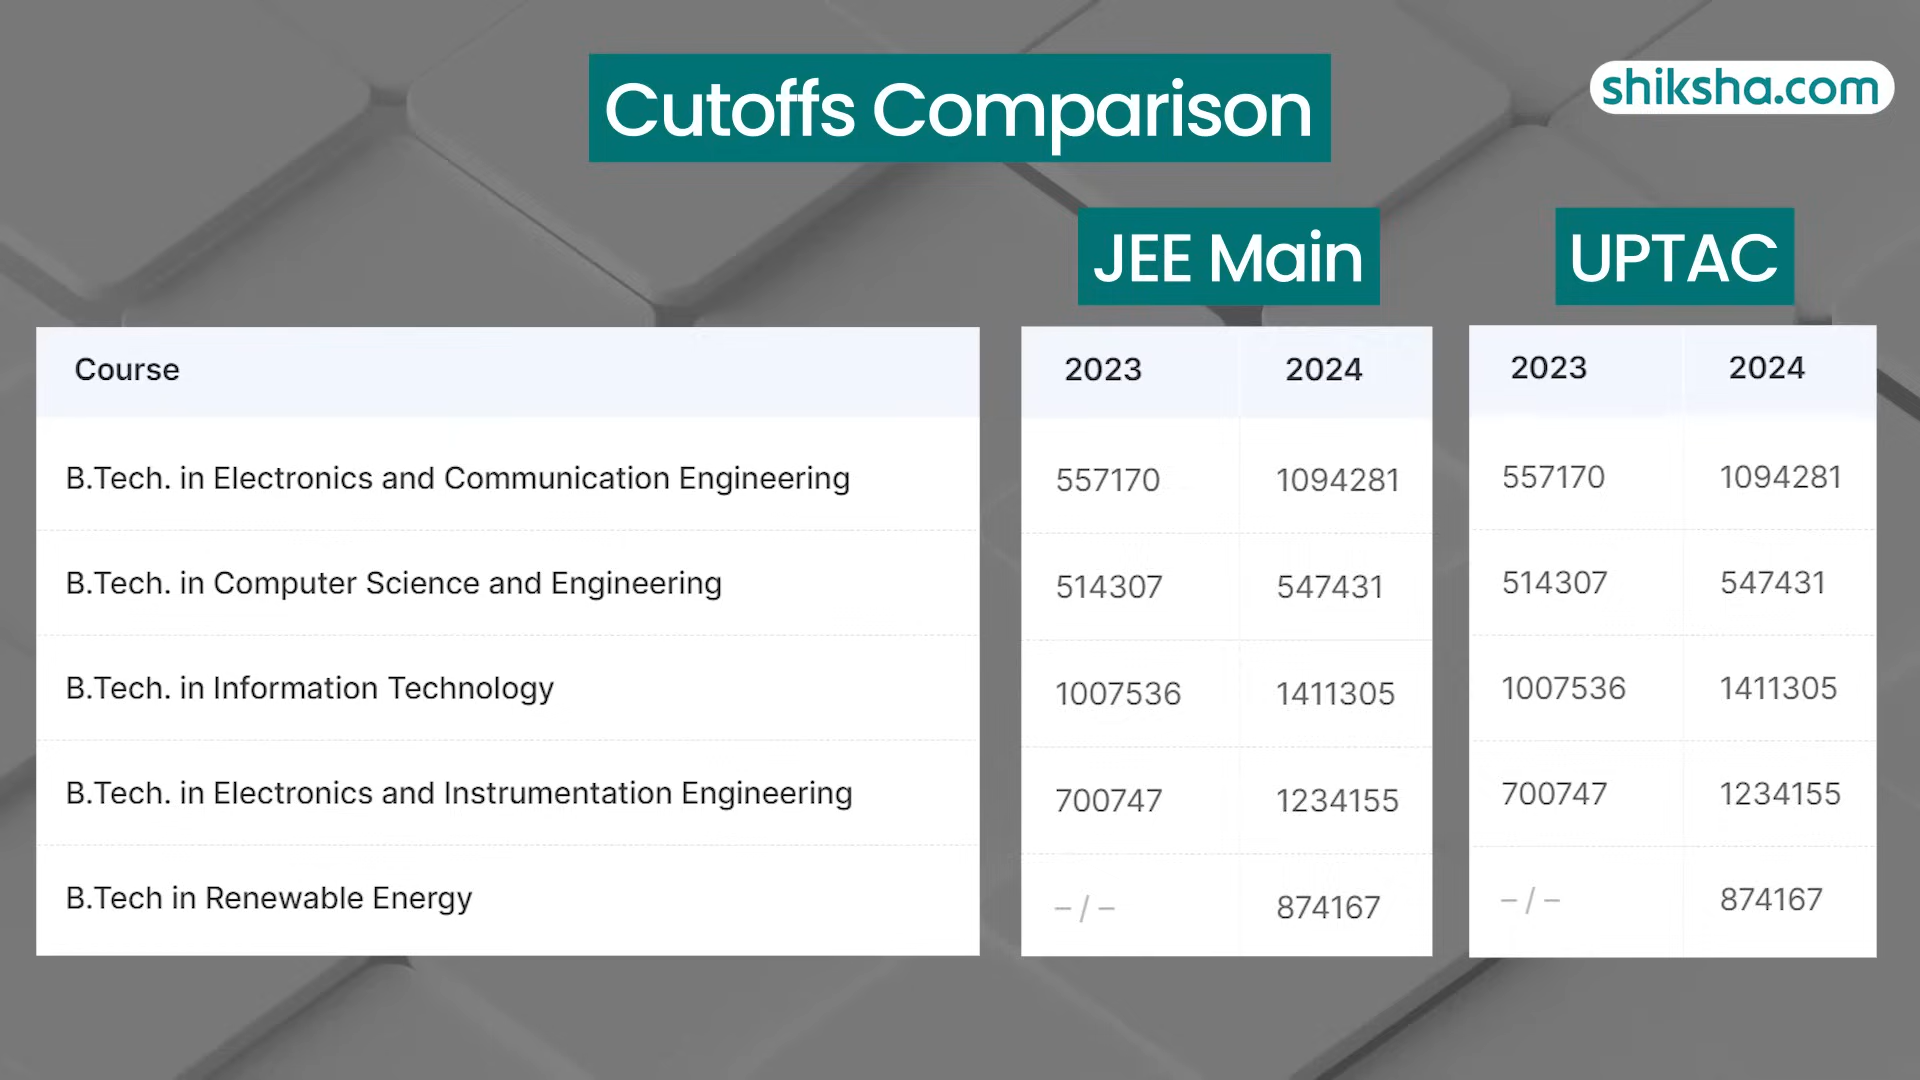 Cutoffs Comparison
shiksha.com
JEE Main UPTAC
Course 2023 2024 2023 2024
B.Tech. in Electronics and Communication Engineering 557170 1094281 557170 1094281
B.Tech. in Computer Science and Engineering 514307 547431 514307 547431
B.Tech. in Information Technology 1007536 1411305 1007536 1411305
B.Tech. in Electronics and Instrumentation Engineering 700747 1234155 700747 1234155
B.Tech in Renewable Energy – / – 874167 – / – 874167